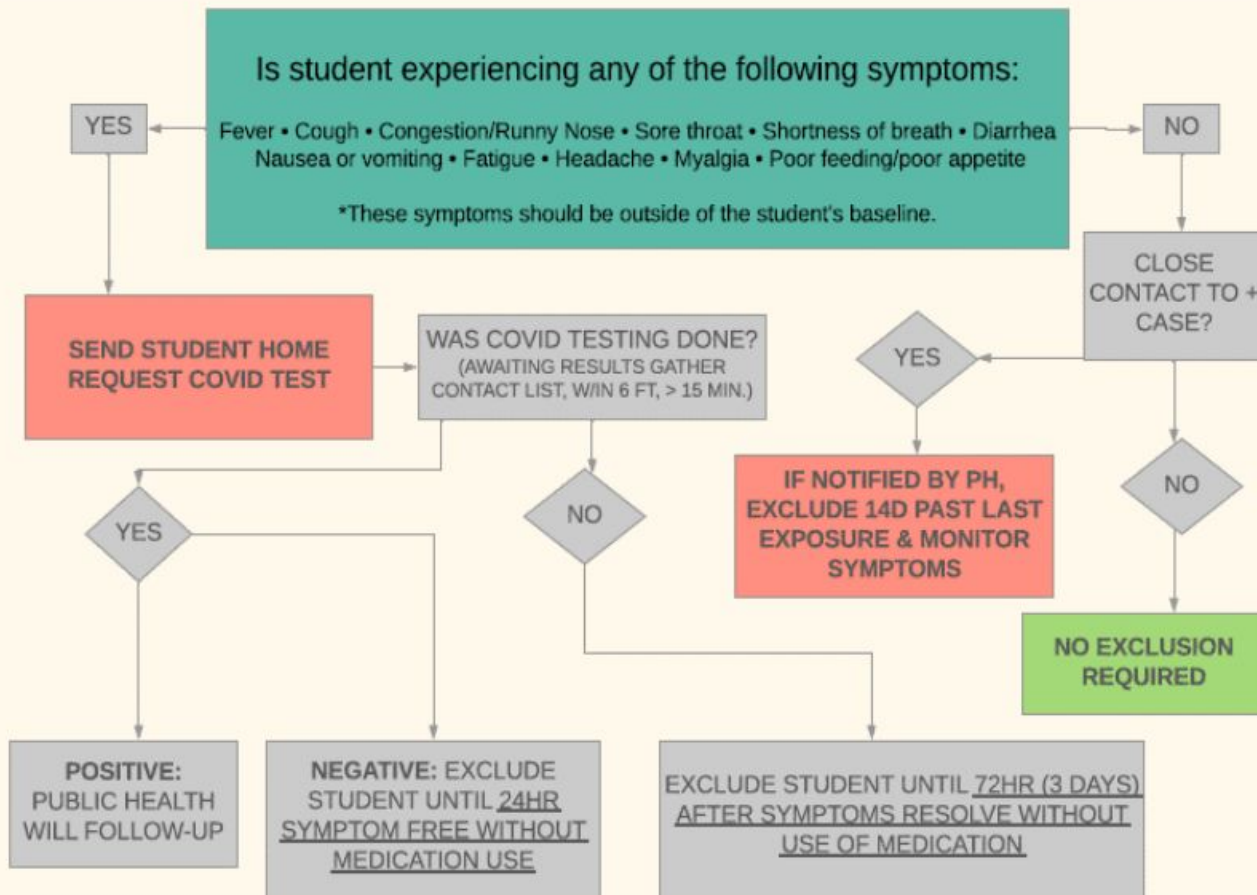 Is student experiencing any of the following symptoms:
Fever • Cough • Congestion/Runny Nose • Sore throat • Shortness of breath • Diarrhea
Nausea or vomiting • Fatigue • Headache • Myalgia • Poor feeding/poor appetite
*These symptoms should be outside of the student's baseline.
YES
NO
SEND STUDENT HOME
REQUEST COVID TEST
WAS COVID TESTING DONE?
(AWAITING RESULTS GATHER
CONTACT LIST, W/IN 6 FT, > 15 MIN.)
CLOSE
CONTACT TO +
CASE?
YES
NO
YES
NO
IF NOTIFIED BY PH,
EXCLUDE 14D PAST LAST
EXPOSURE & MONITOR
SYMPTOMS
NO EXCLUSION
REQUIRED
POSITIVE:
PUBLIC HEALTH
WILL FOLLOW-UP
NEGATIVE: EXCLUDE
STUDENT UNTIL 24HR
SYMPTOM FREE WITHOUT
MEDICATION USE
EXCLUDE STUDENT UNTIL 72HR (3 DAYS)
AFTER SYMPTOMS RESOLVE WITHOUT
USE OF MEDICATION